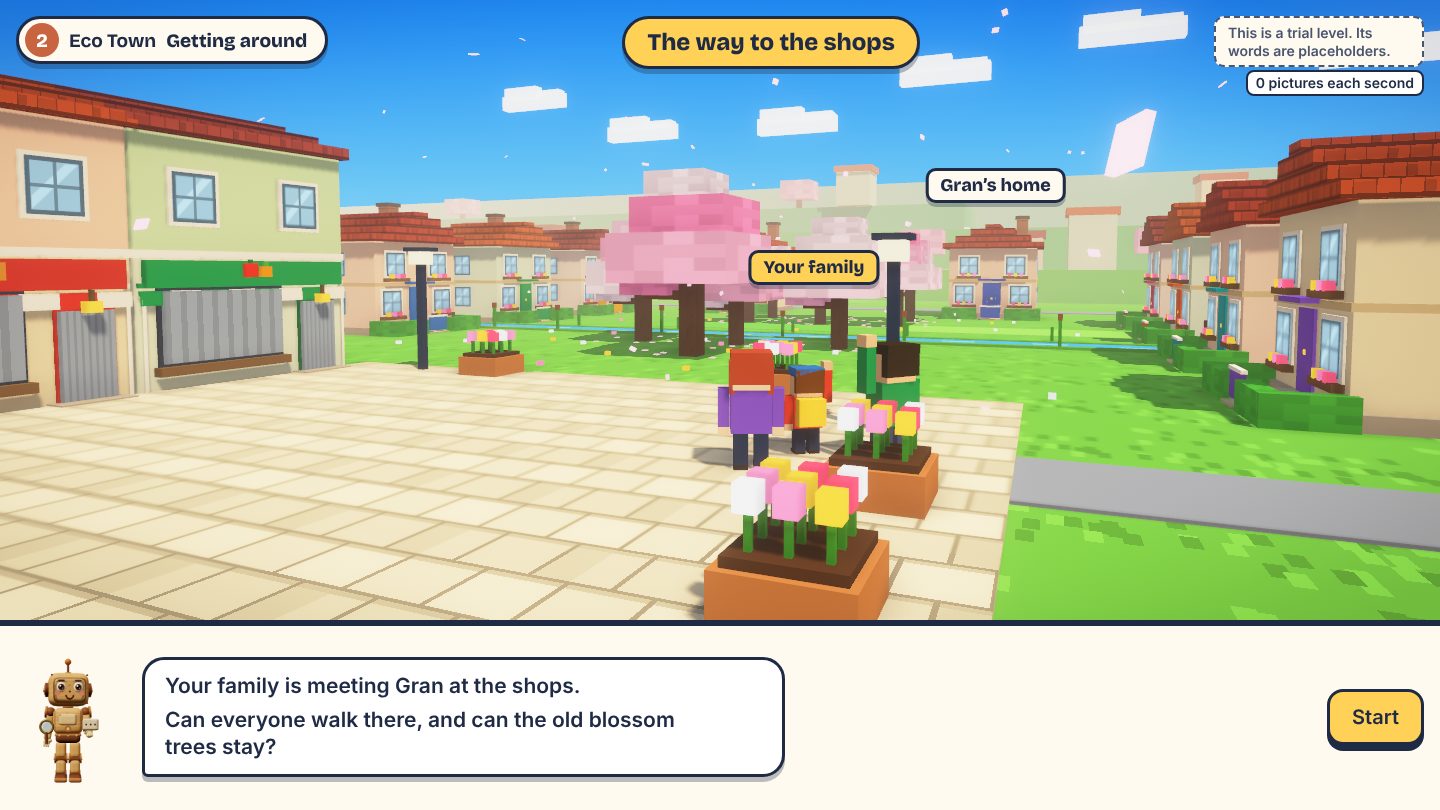 2 Eco Town Getting around
The way to the shops
This is a trial level. Its
words are placeholders.
0 pictures each second
Gran's home
Your family
Your family is meeting Gran at the shops.
Can everyone walk there, and can the old blossom
trees stay?
Start